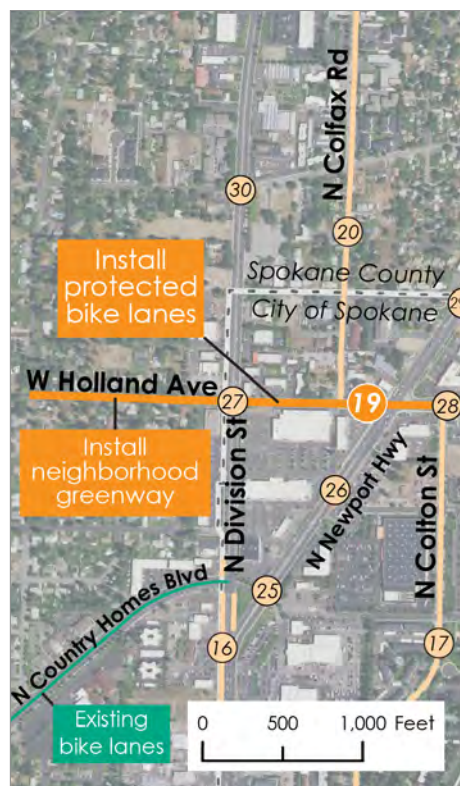 N Colfax Rd
30
20
Install
protected
bike lanes
Spokane County
City of Spokane
29
W Holland Ave
27
19
28
Install
neighborhood
greenway
N Division St
26
N Newport Hwy
N Colton St
N Country Homes Blvd
25
16
17
Existing
bike lanes
0 500 1,000 Feet